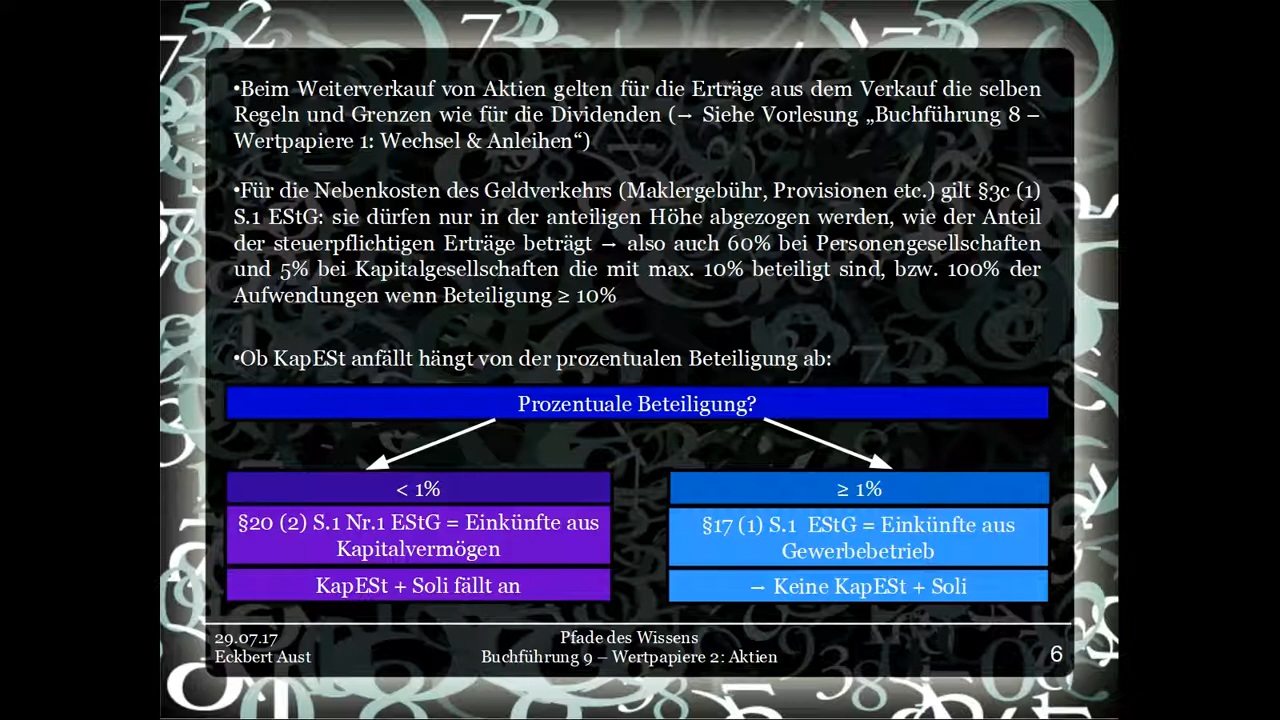 •Beim Weiterverkauf von Aktien gelten für die Erträge aus dem Verkauf die selben
Regeln und Grenzen wie für die Dividenden (→ Siehe Vorlesung „Buchführung 8 –
Wertpapiere 1: Wechsel & Anleihen“)
•Für die Nebenkosten des Geldverkehrs (Maklergebühr, Provisionen etc.) gilt §3c (1)
S.1 EStG: sie dürfen nur in der anteiligen Höhe abgezogen werden, wie der Anteil
der steuerpflichtigen Erträge beträgt → also auch 60% bei Personengesellschaften
und 5% bei Kapitalgesellschaften die mit max. 10% beteiligt sind, bzw. 100% der
Aufwendungen wenn Beteiligung ≥ 10%
•Ob KapESt anfällt hängt von der prozentualen Beteiligung ab:
Prozentuale Beteiligung?
< 1%
§20 (2) S.1 Nr.1 EStG = Einkünfte aus
Kapitalvermögen
KapESt + Soli fällt an
≥ 1%
§17 (1) S.1 EStG = Einkünfte aus
Gewerbebetrieb
→ Keine KapESt + Soli
29.07.17
Eckbert Aust
Pfade des Wissens
Buchführung 9 – Wertpapiere 2: Aktien
6